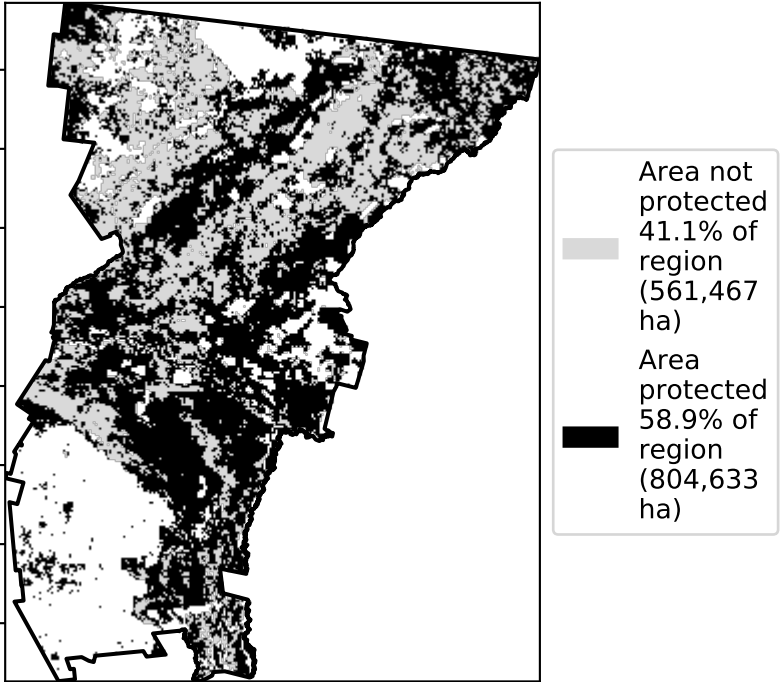 Area not
protected
41.1% of
region
(561,467
ha)
Area
protected
58.9% of
region
(804,633
ha)